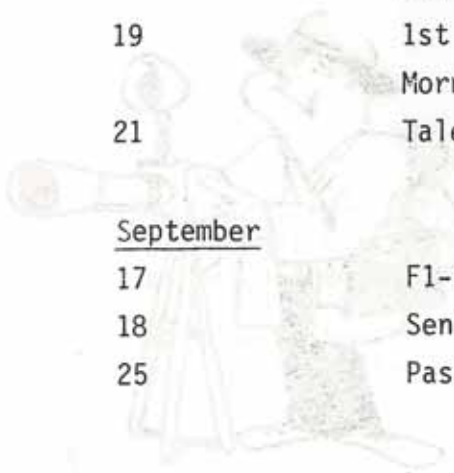 19 1st
Morn
21 Tale
September
17 F1-
18 Sen
25 Pas